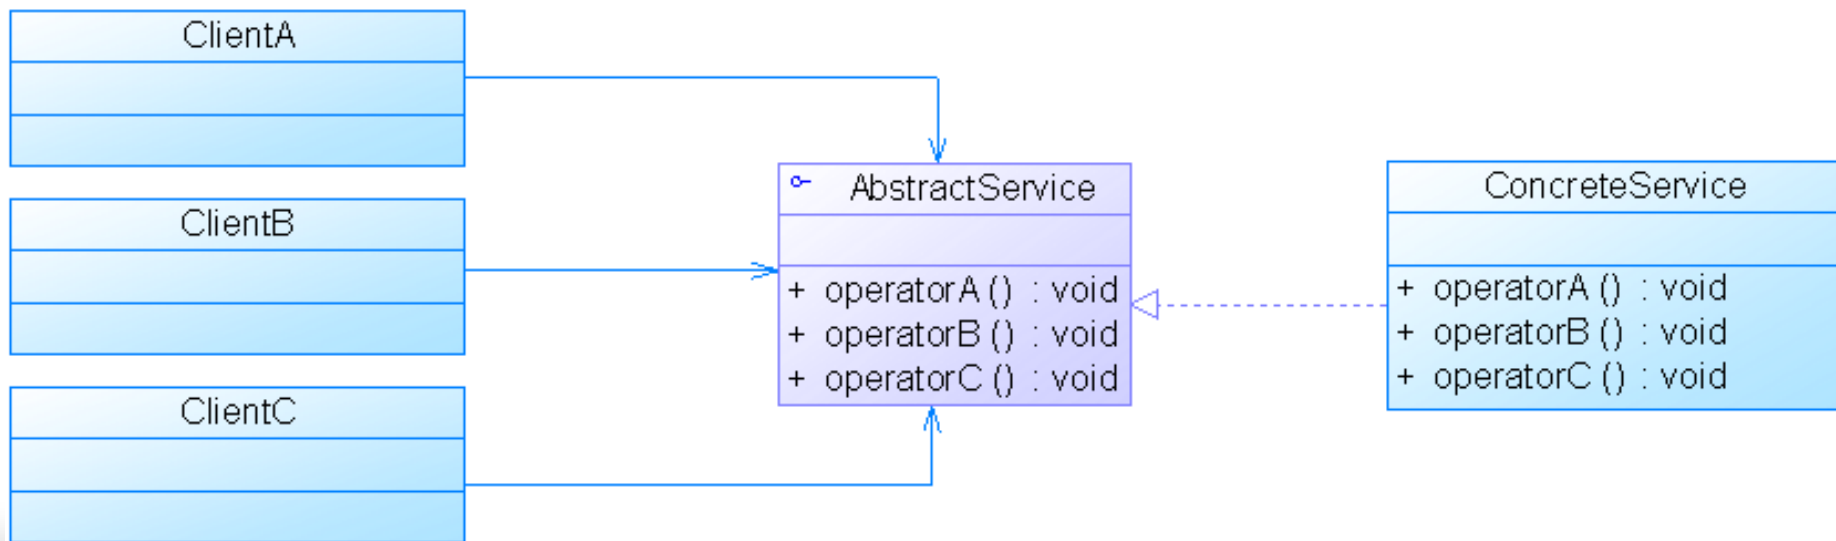 ClientA
ClientB
ClientC
AbstractService
+ operatorA () : void
+ operatorB () : void
+ operatorC () : void
ConcreteService
+ operatorA () : void
+ operatorB () : void
+ operatorC () : void